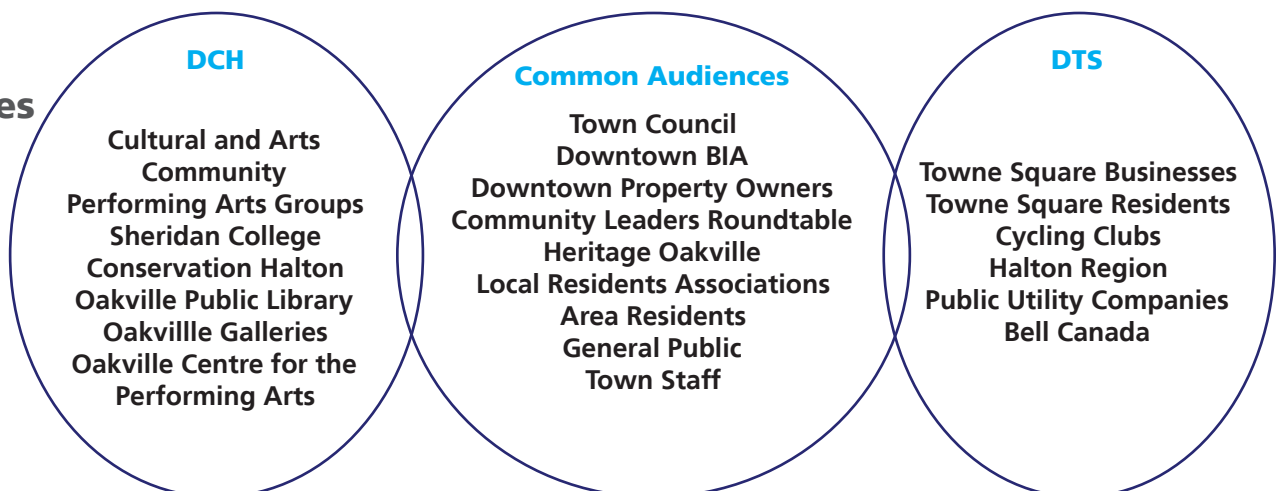 es
DCH
Cultural and Arts
Community
Performing Arts Groups
Sheridan College
Conservation Halton
Oakville Public Library
Oakvillle Galleries
Oakville Centre for the
Performing Arts
Common Audiences
Town Council
Downtown BIA
Downtown Property Owners
Community Leaders Roundtable
Heritage Oakville
Local Residents Associations
Area Residents
General Public
Town Staff
DTS
Towne Square Businesses
Towne Square Residents
Cycling Clubs
Halton Region
Public Utility Companies
Bell Canada